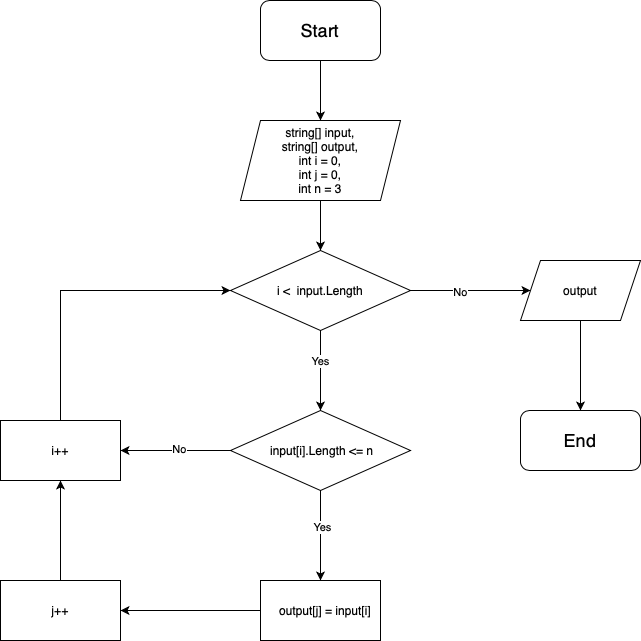 Start
string[] input,
string[] output,
int i = 0,
int j = 0,
int n = 3
i < input.Length
No
output
Yes
i++
No
input[i].Length <= n
End
Yes
j++
output[j] = input[i]